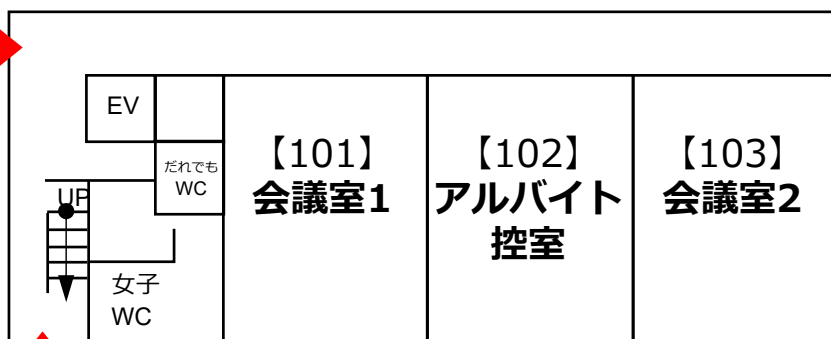 EV
だれでも
WC
【101】
会議室1
【102】
アルバイト
控室
【103】
会議室2
UP
女子
WC